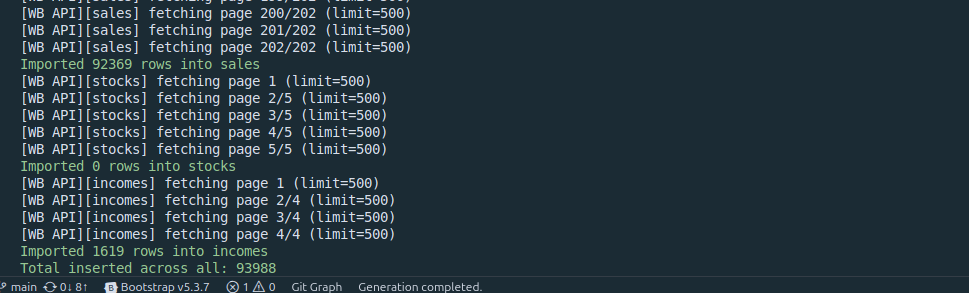 [WB API][sales] fetching page 200/202 (limit=500)
[WB API][sales] fetching page 201/202 (limit=500)
[WB API][sales] fetching page 202/202 (limit=500)
Imported 92369 rows into sales
[WB API][stocks] fetching page 1 (limit=500)
[WB API][stocks] fetching page 2/5 (limit=500)
[WB API][stocks] fetching page 3/5 (limit=500)
[WB API][stocks] fetching page 4/5 (limit=500)
[WB API][stocks] fetching page 5/5 (limit=500)
Imported 0 rows into stocks
[WB API][incomes] fetching page 1 (limit=500)
[WB API][incomes] fetching page 2/4 (limit=500)
[WB API][incomes] fetching page 3/4 (limit=500)
[WB API][incomes] fetching page 4/4 (limit=500)
Imported 1619 rows into incomes
Total inserted across all: 93988
main 0↓ 8↑ B Bootstrap v5.3.7 1 0 Git Graph Generation completed.